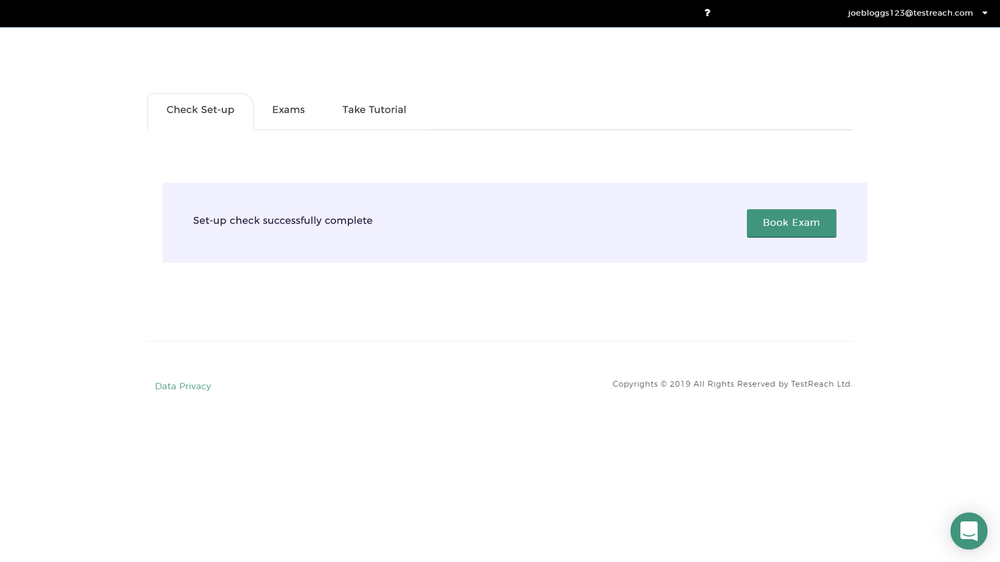 ?
joebloggs123@testreach.com
Check Set-up
Exams
Take Tutorial
Set-up check successfully complete
Book Exam
Data Privacy
Copyrights © 2019 All Rights Reserved by TestReach Ltd.